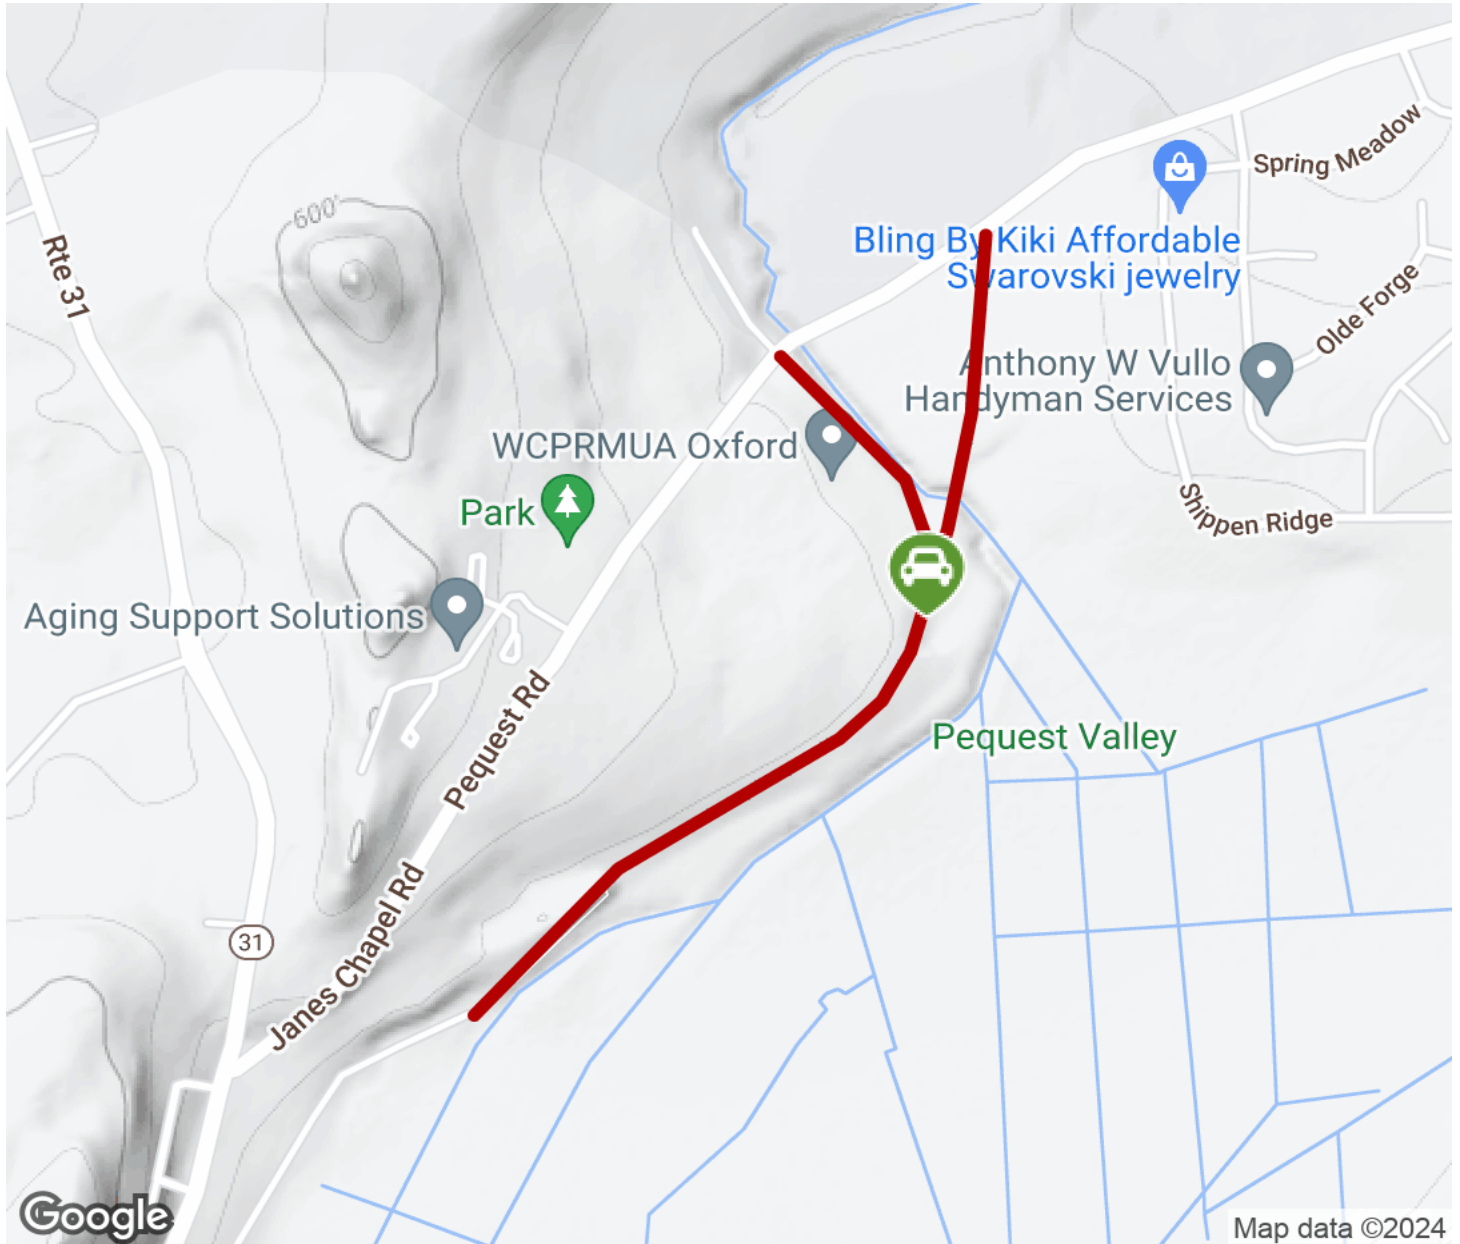 Spring Meadow
Bling By Kiki Affordable
Swarovski jewelry
600'
Rte 31
Olde Forge
Anthony W Vullo
Handyman Services
WCPRMUA Oxford
Park
Shippen Ridge
Aging Support Solutions
Pequest Rd
Pequest Valley
Janes Chapel Rd
31
Google
Map data ©2024